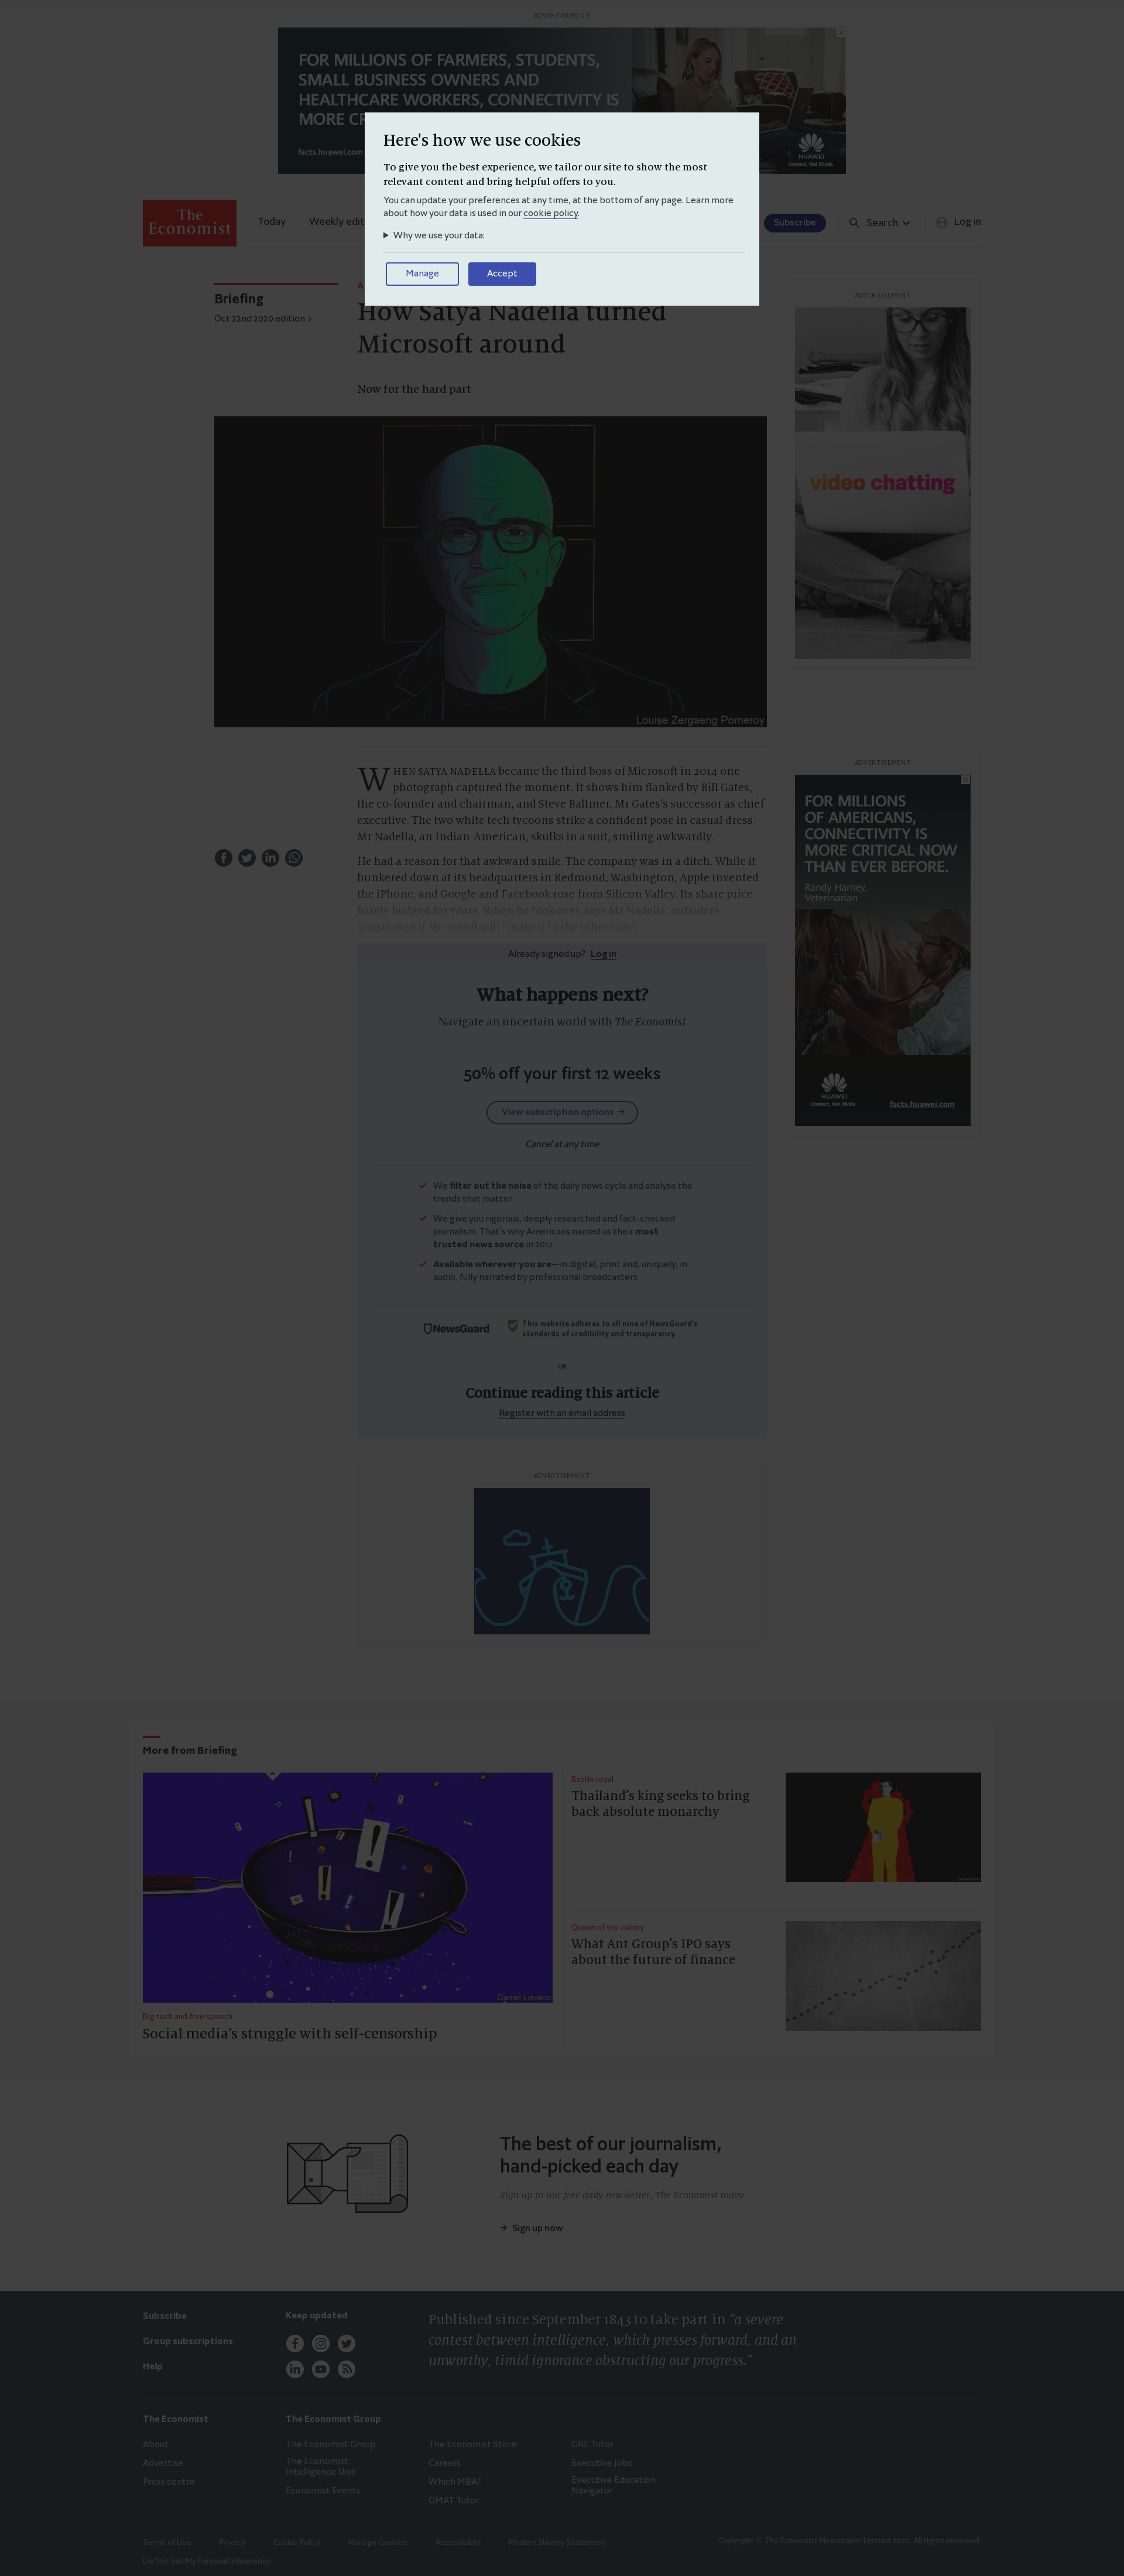 ADVERTISEMENT
FOR MILLIONS OF FARMERS, STUDENTS,
SMALL BUSINESS OWNERS AND
HEALTHCARE WORKERS, CONNECTIVITY IS
MORE
facts.huawei.com
HUAWEI
Connect, Not Divide.
Here's how we use cookies
To give you the best experience, we tailor our site to show the most
relevant content and bring helpful offers to you.
You can update your preferences at any time, at the bottom of any page. Learn more
about how your data is used in our cookie policy.
Why we use your data:
Manage
Accept
The
Economist
Today
Weekly edit
Subscribe
Search
Log in
Briefing
Oct 22nd 2020 edition
How Satya Nadella turned
Microsoft around
Now for the hard part
Louise Zergaeng Pomeroy
ADVERTISEMENT
video chatting
WHEN SATYA NADELLA became the third boss of Microsoft in 2014 one
photograph captured the moment. It shows him flanked by Bill Gates,
the co-founder and chairman, and Steve Ballmer, Mr Gates's successor as chief
executive. The two white tech tycoons strike a confident pose in casual dress.
Mr Nadella, an Indian-American, skulks in a suit, smiling awkwardly.
He had a reason for that awkward smile. The company was in a ditch. While it
hunkered down at its headquarters in Redmond, Washington, Apple invented
the iPhone, and Google and Facebook rose from Silicon Valley. Its share price
barely budged for years. When he took over, says Mr Nadella, outsiders
questioned if Microsoft will "make it to the other side".
ADVERTISEMENT
FOR MILLIONS
OF AMERICANS,
CONNECTIVITY IS
MORE CRITICAL NOW
THAN EVER BEFORE.
Randy Harney,
Veterinarian
HUAWEI
Connect, Not Divide.
facts.huawei.com
Already signed up? Log in
What happens next?
Navigate an uncertain world with The Economist
50% off your first 12 weeks
View subscription options →
Cancel at any time
We filter out the noise of the daily news cycle and analyse the
trends that matter
We give you rigorous, deeply researched and fact-checked
journalism. That's why Americans named us their most
trusted news source in 2017
Available wherever you are—in digital, print and, uniquely, in
audio, fully narrated by professional broadcasters
NewsGuard
This website adheres to all nine of NewsGuard's
standards of credibility and transparency.
OR
Continue reading this article
Register with an email address
ADVERTISEMENT
More from Briefing
Daniel Liévano
Big tech and free speech
Social media's struggle with self-censorship
Battle royal
Thailand's king seeks to bring
back absolute monarchy
Queen of the colony
What Ant Group's IPO says
about the future of finance
The best of our journalism,
hand-picked each day
Sign up to our free daily newsletter, The Economist today
→ Sign up now
Subscribe
Group subscriptions
Help
Keep updated
Published since September 1843 to take part in "a severe
contest between intelligence, which presses forward, and an
unworthy, timid ignorance obstructing our progress."
The Economist
About
Advertise
Press centre
The Economist Group
The Economist Group
The Economist
Intelligence Unit
Economist Events
The Economist Store
Careers
Which MBA?
GMAT Tutor
GRE Tutor
Executive Jobs
Executive Education
Navigator
Terms of Use
Privacy
Cookie Policy
Manage Cookies
Accessibility
Modern Slavery Statement
Do Not Sell My Personal Information
Copyright © The Economist Newspaper Limited 2020. All rights reserved.